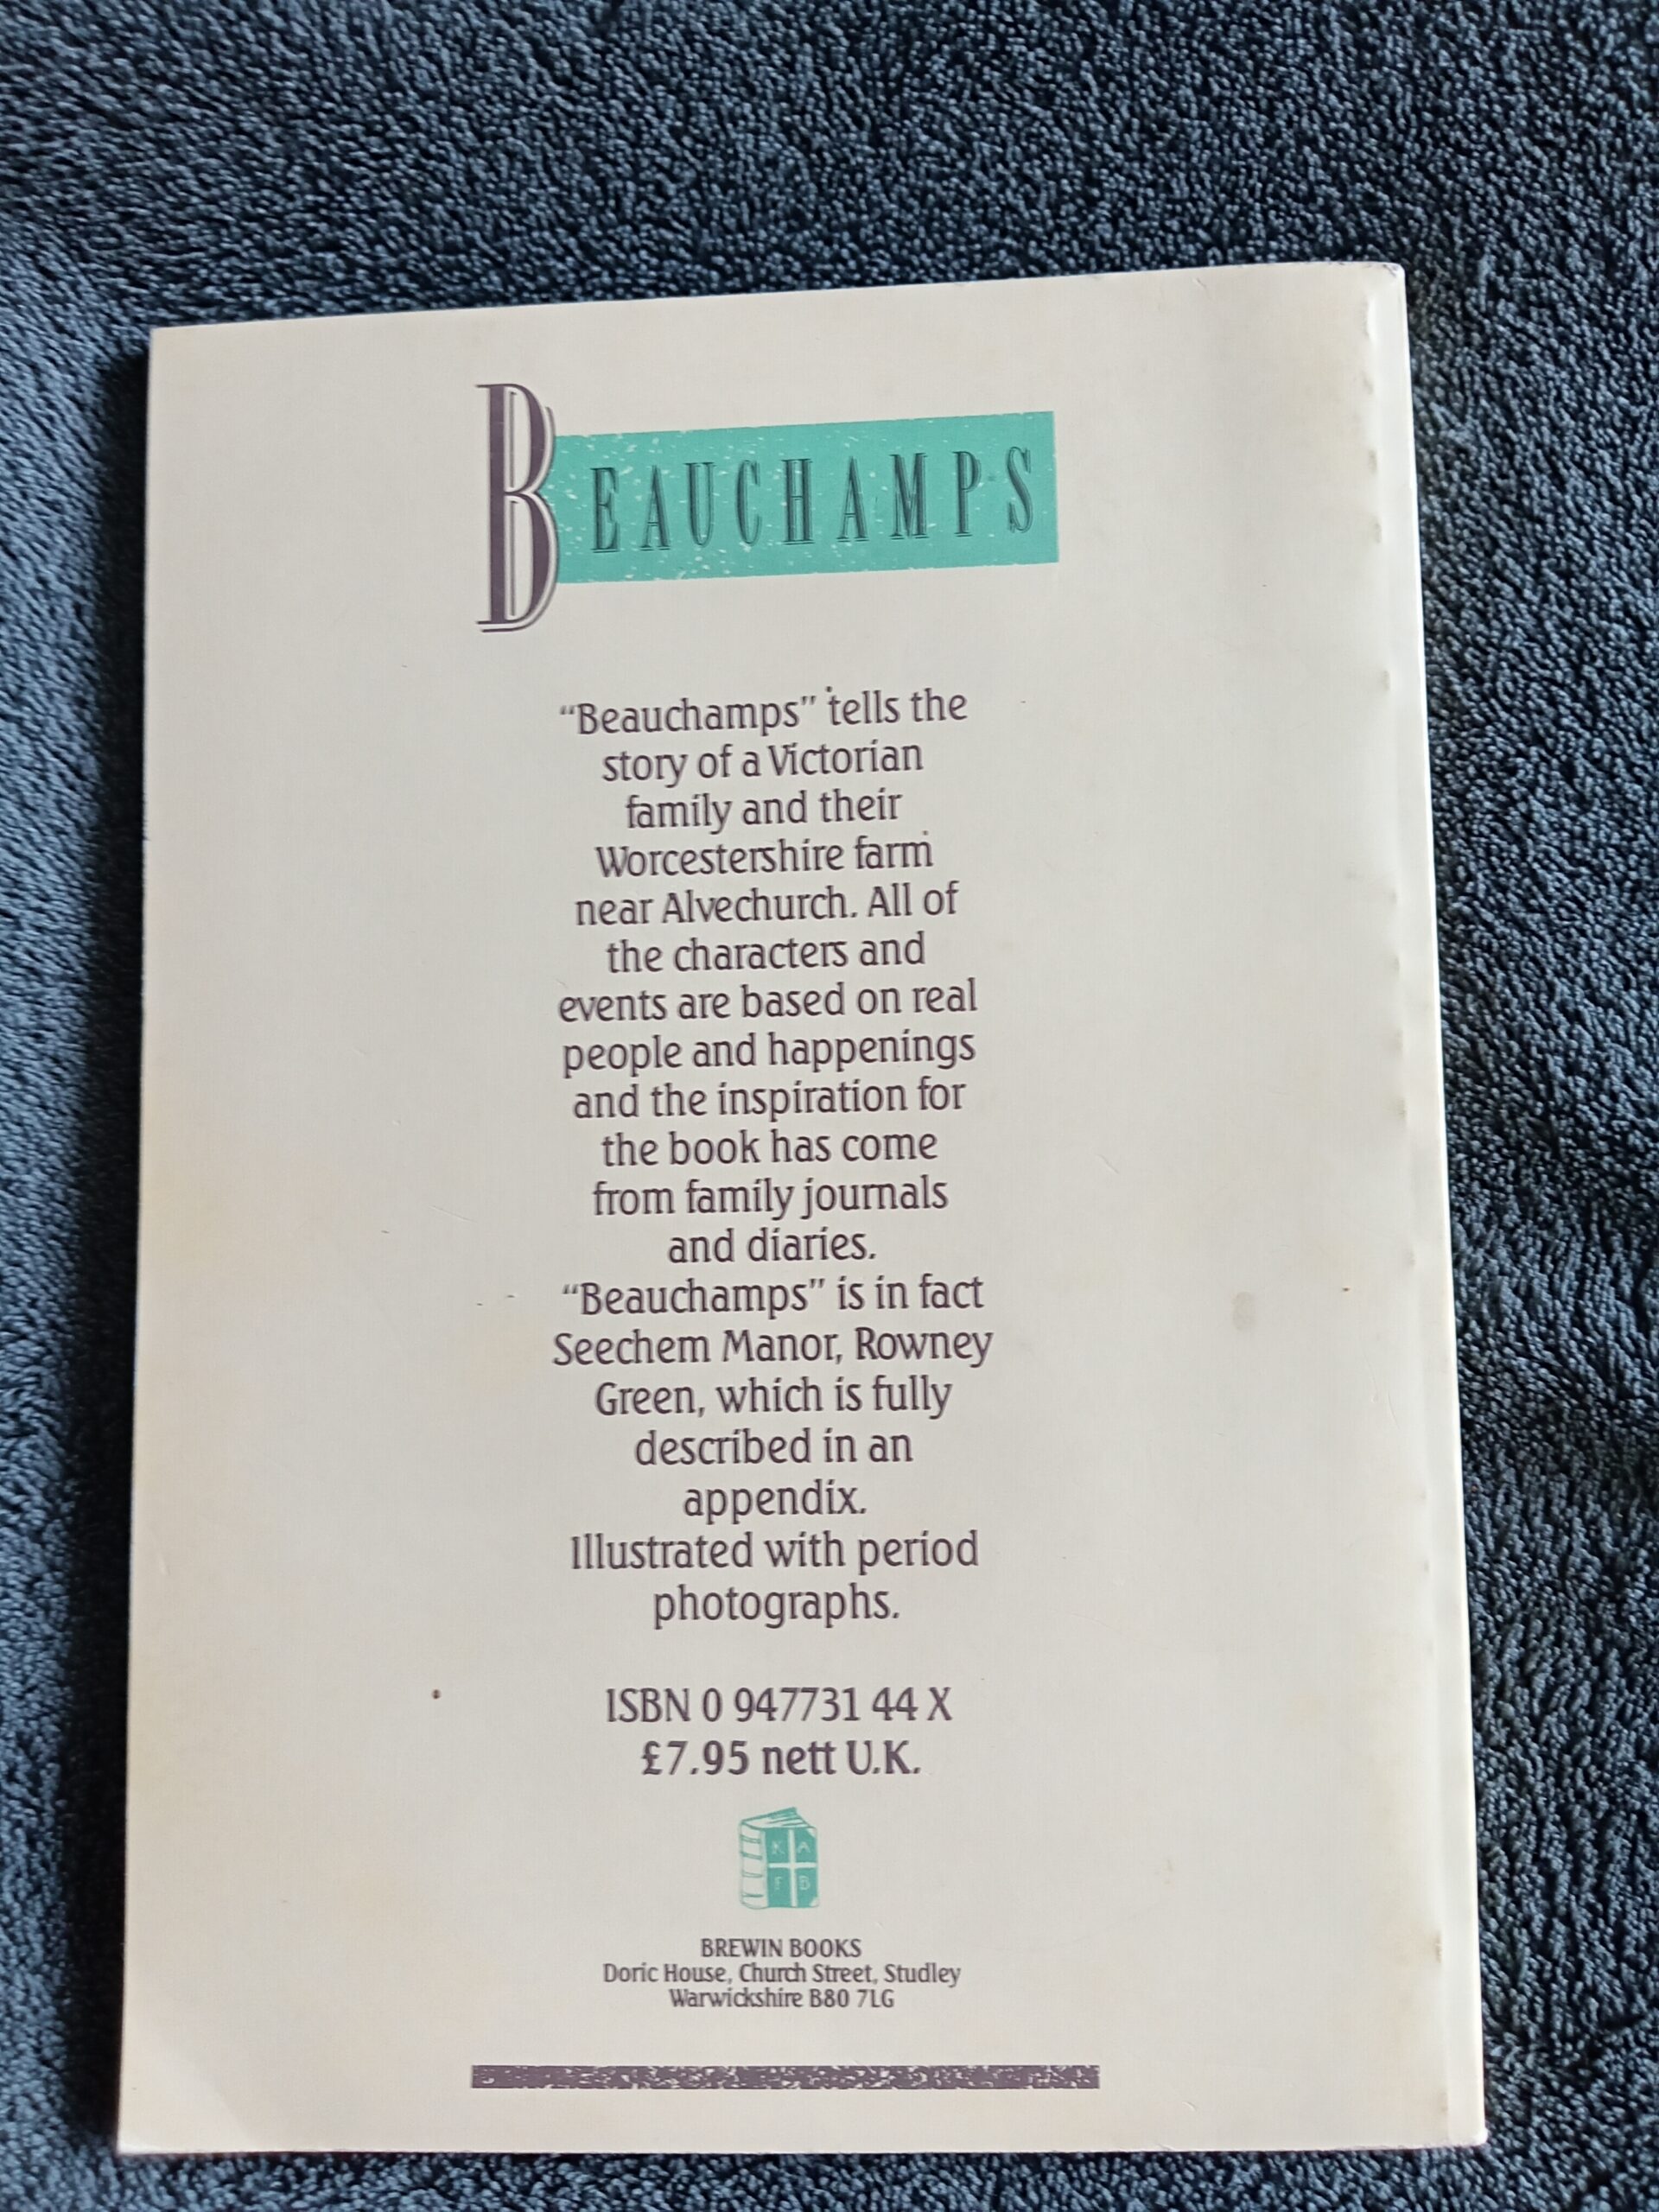 BEAUCHAMPS
“Beauchamps” tells the
story of a Victorian
family and their
Worcestershire farm
near Alvechurch. All of
the characters and
events are based on real
people and happenings
and the inspiration for
the book has come
from family journals
and diaries.
“Beauchamps” is in fact
Seechem Manor, Rowney
Green, which is fully
described in an
appendix.
Illustrated with period
photographs.
ISBN 0 947731 44 X
£7.95 nett U.K.
K A
F B
BREWIN BOOKS
Doric House, Church Street, Studley
Warwickshire B80 7LG